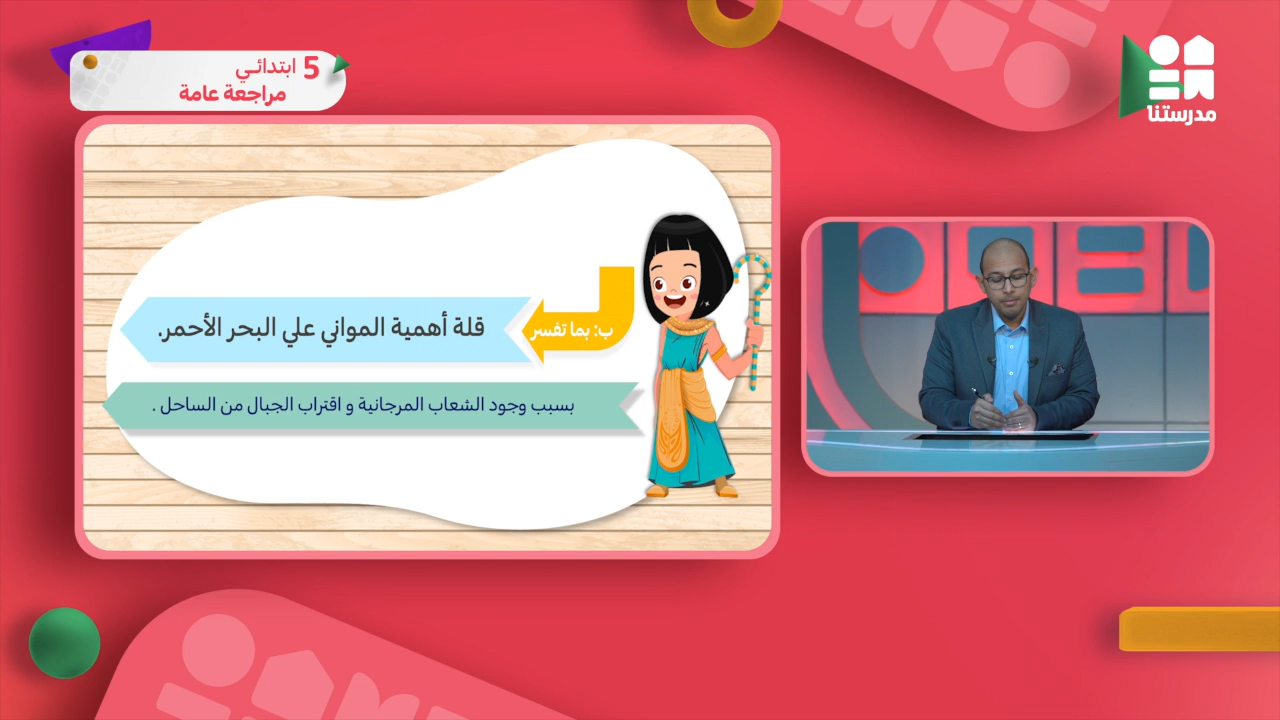 5 ابتدائي
مراجعة عامة
مدرستنا
ب: بما تفسر
قلة أهمية المواني علي البحر الأحمر.
بسبب وجود الشعاب المرجانية و اقتراب الجبال من الساحل .